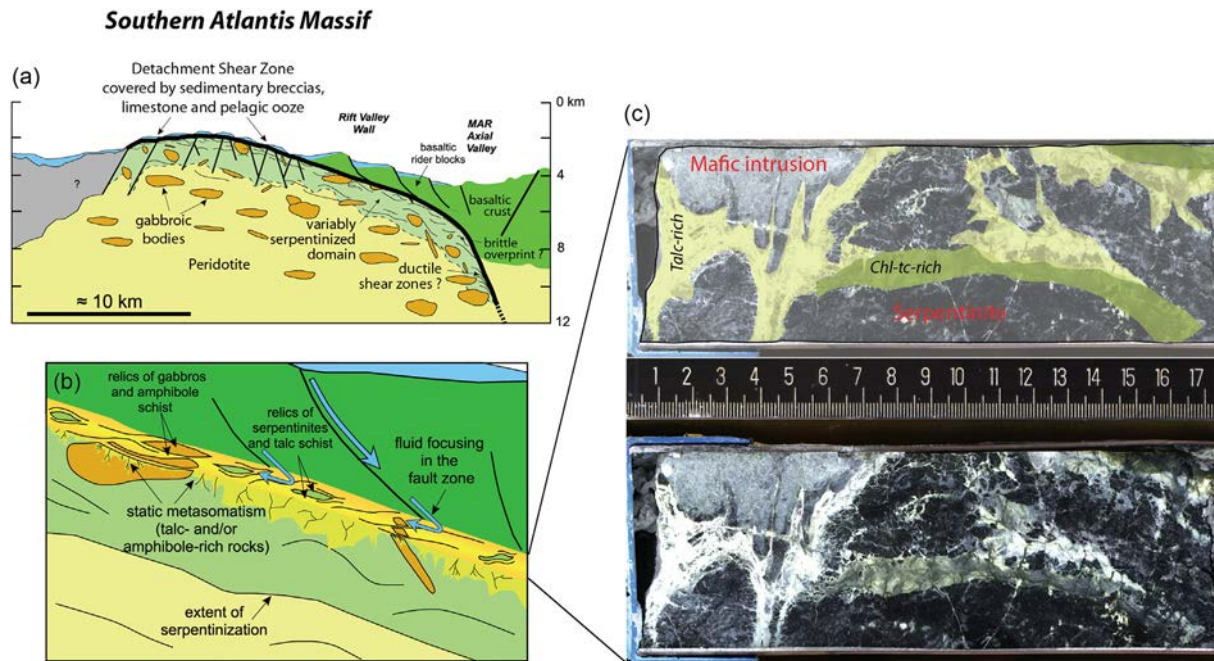 Southern Atlantis Massif
(a)
Detachment Shear Zone
covered by sedimentary breccias,
limestone and pelagic ooze
Rift Valley
Wall
MAR
Axial
Valley
basaltic
rider blocks
0 km
4
8
12
?
gabbroic
bodies
variably
serpentinized
domain
basaltic
crust
brittle
overprint ?
Peridotite
ductile
shear zones ?
≈ 10 km
(b)
relics of gabbros
and amphibole
schist
relics of
serpentinites
and talc schist
fluid focusing
in the
fault zone
static metasomatism
(talc- and/or
amphibole-rich rocks)
extent of
serpentinization
(c)
Mafic intrusion
Talc-rich
Chl-tc-rich
Serpentinite
1 2 3 4 5 6 7 8 9 10 11 12 13 14 15 16 17